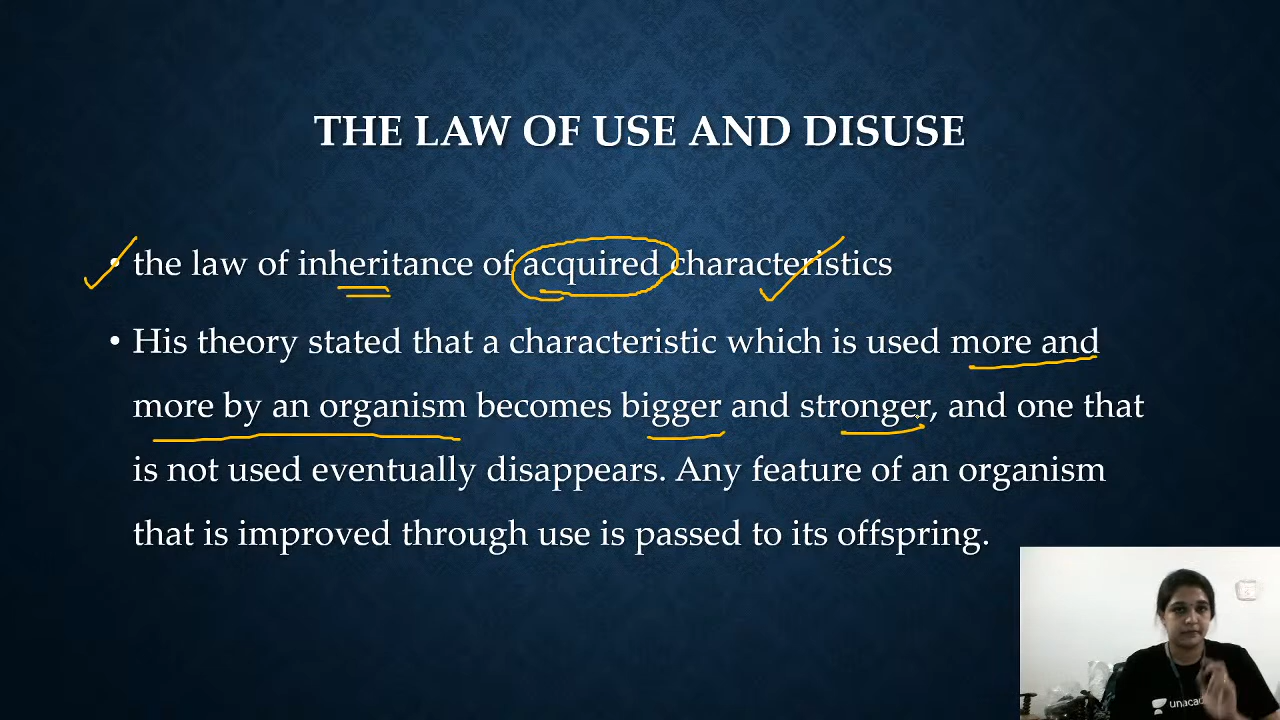 THE LAW OF USE AND DISUSE
• the law of inheritance of acquired characteristics
• His theory stated that a characteristic which is used more and
more by an organism becomes bigger and stronger, and one that
is not used eventually disappears. Any feature of an organism
that is improved through use is passed to its offspring.